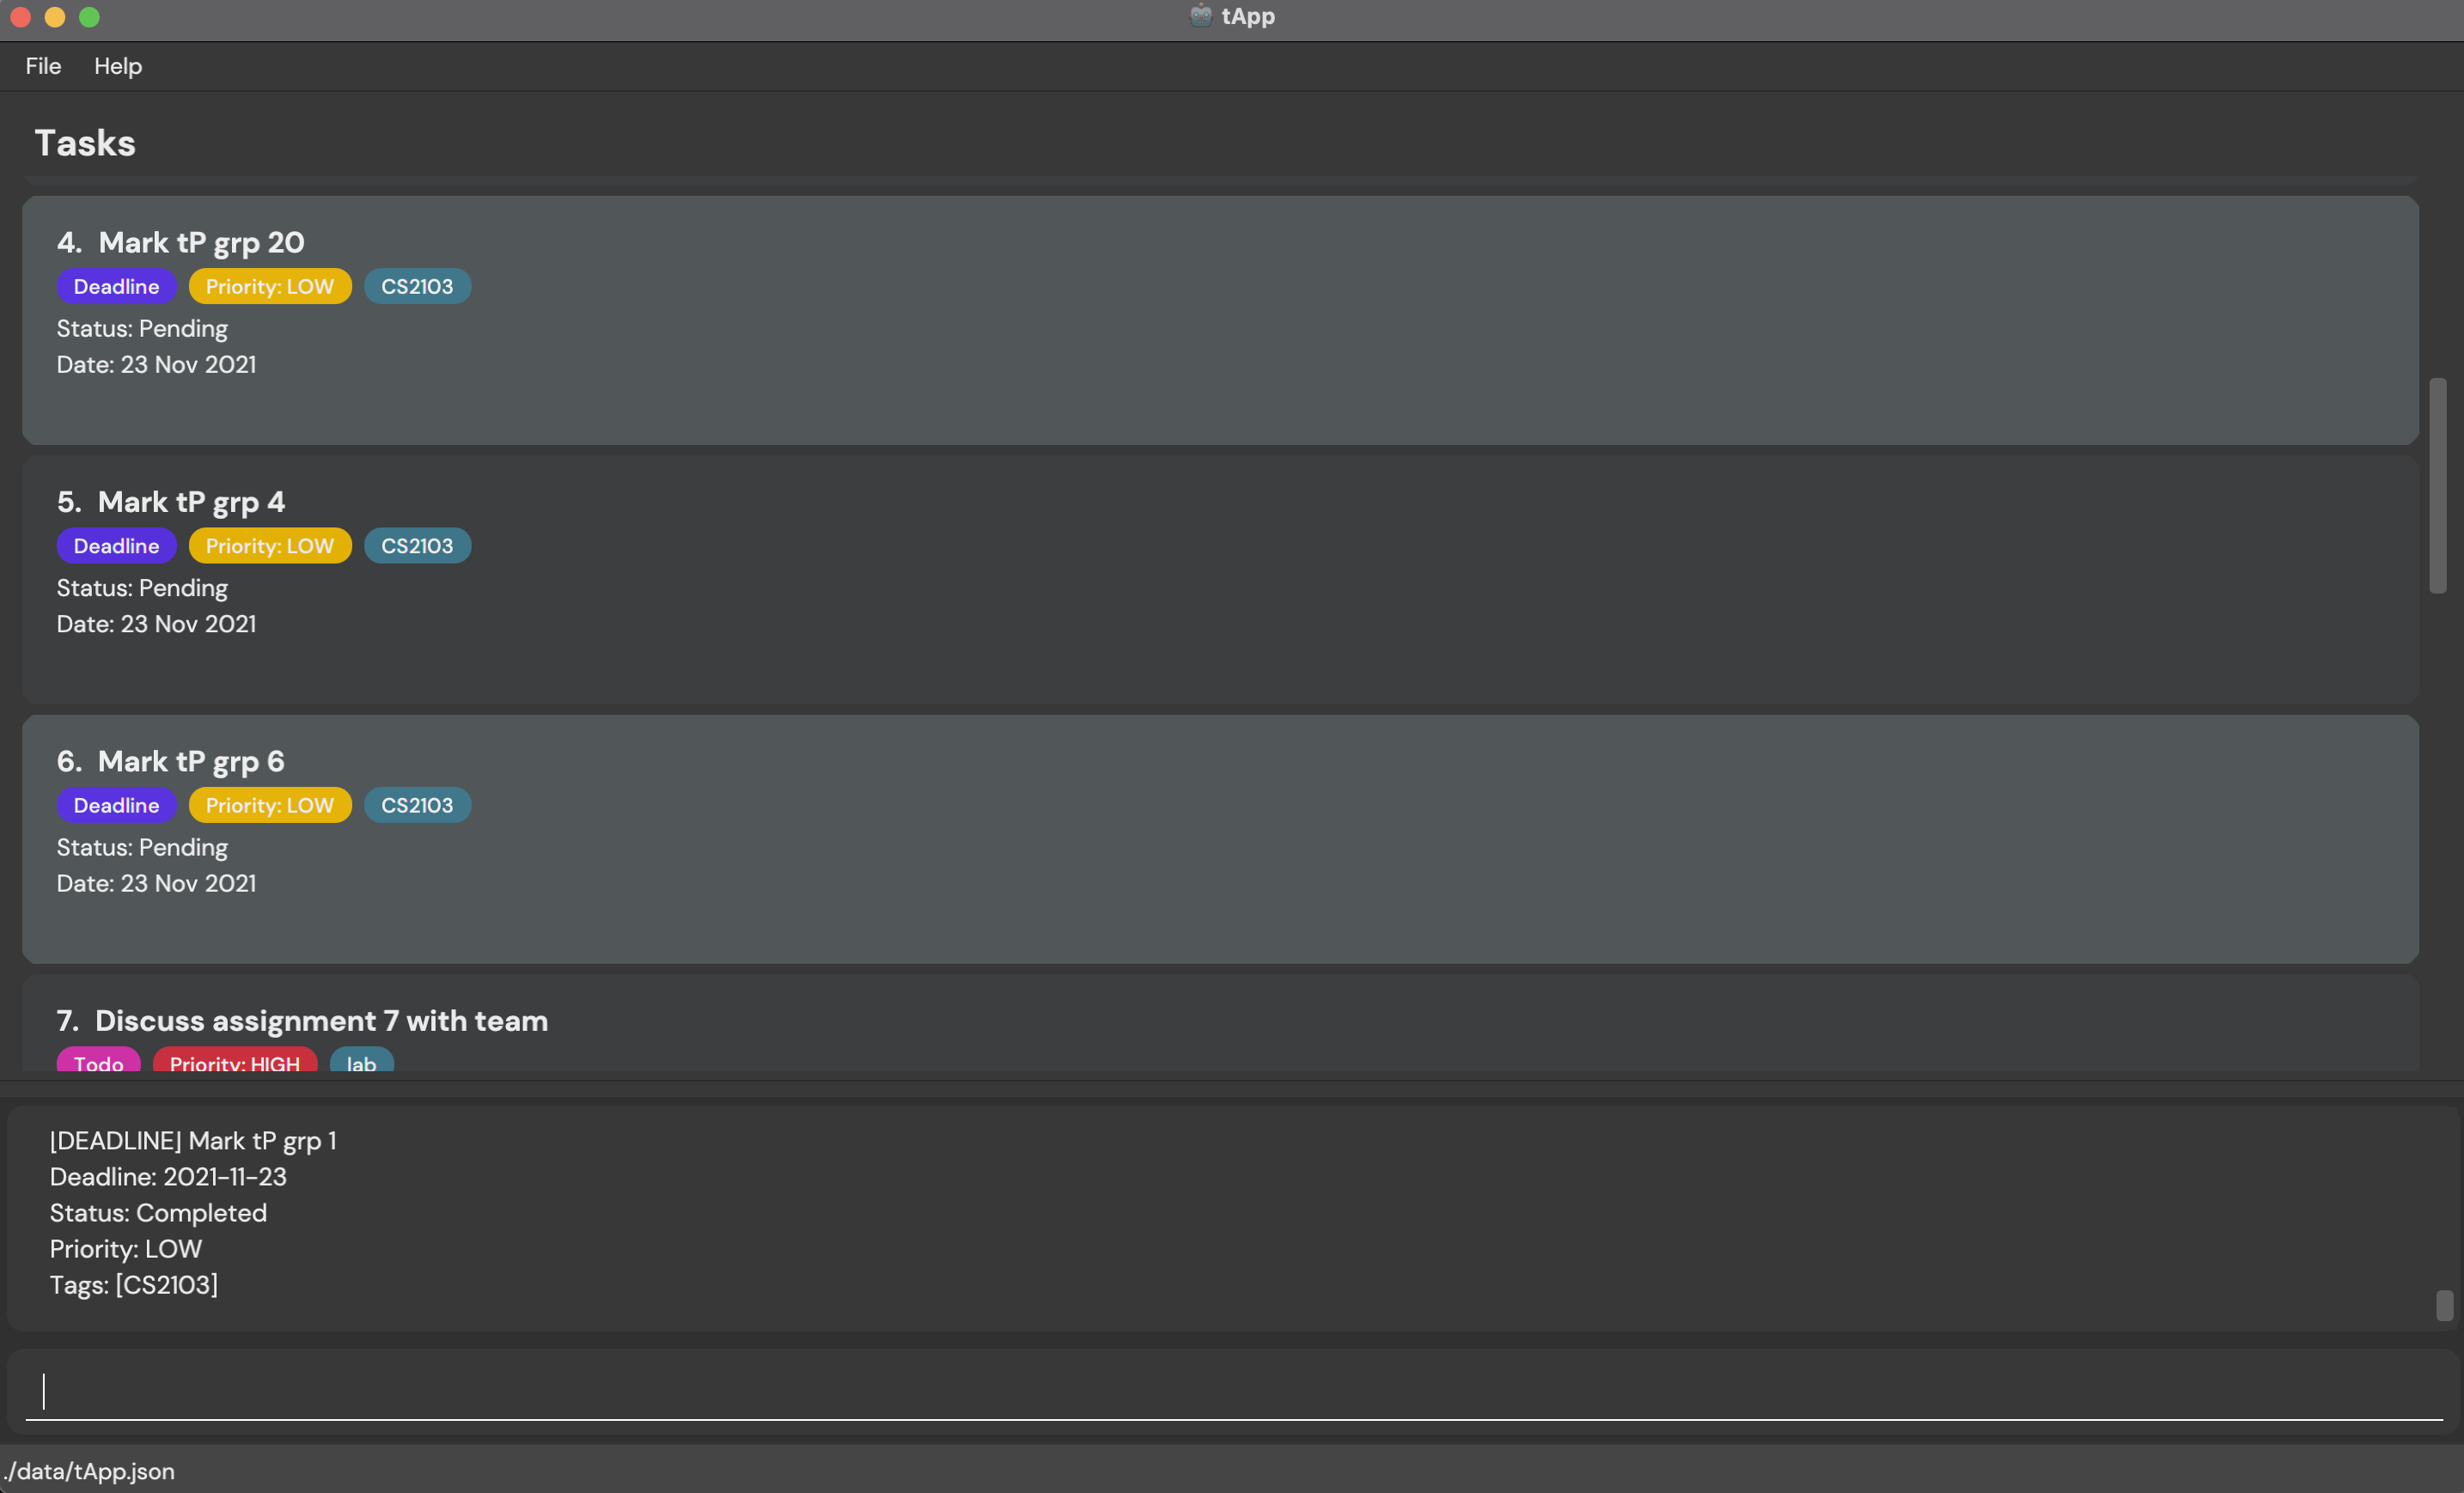 tApp
File Help
Tasks
4. Mark tP grp 20
Deadline Priority: LOW CS2103
Status: Pending
Date: 23 Nov 2021
5. Mark tP grp 4
Deadline Priority: LOW CS2103
Status: Pending
Date: 23 Nov 2021
6. Mark tP grp 6
Deadline Priority: LOW CS2103
Status: Pending
Date: 23 Nov 2021
7. Discuss assignment 7 with team
Todo Priority: HIGH lab
[DEADLINE] Mark tP grp 1
Deadline: 2021-11-23
Status: Completed
Priority: LOW
Tags: [CS2103]
./data/tApp.json